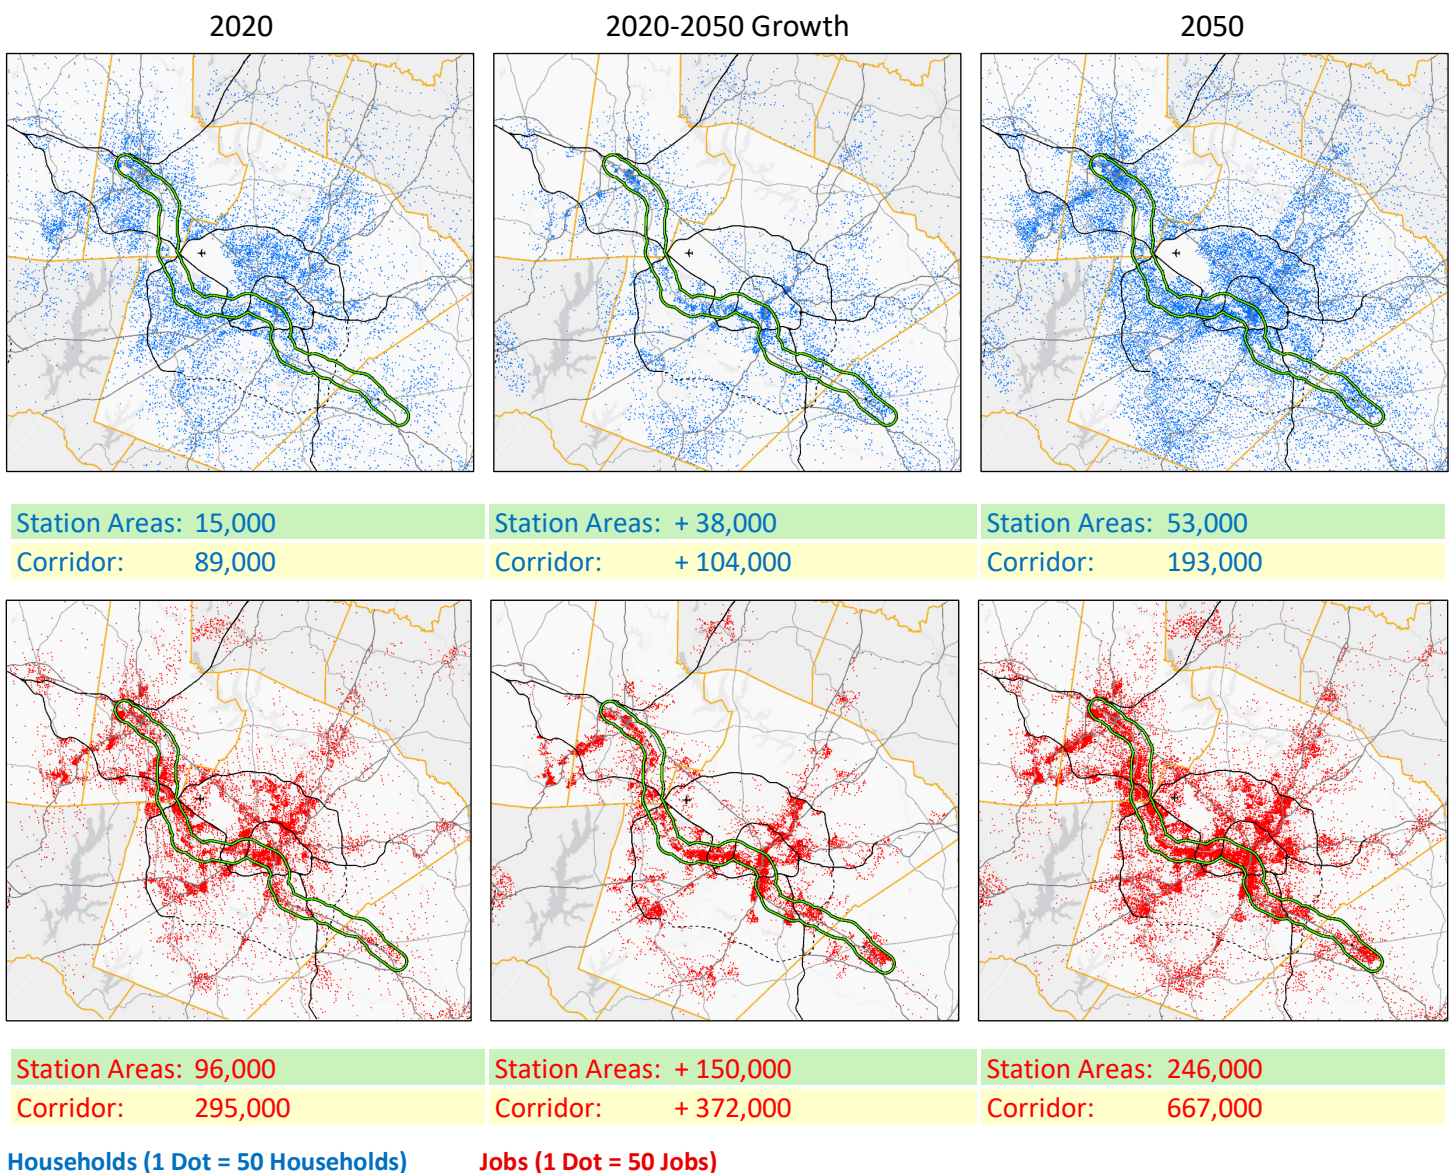 2020
2020-2050 Growth
2050
Station Areas: 15,000
Corridor: 89,000
Station Areas: + 38,000
Corridor: + 104,000
Station Areas: 53,000
Corridor: 193,000
Station Areas: 96,000
Corridor: 295,000
Station Areas: + 150,000
Corridor: + 372,000
Station Areas: 246,000
Corridor: 667,000
Households (1 Dot = 50 Households)
Jobs (1 Dot = 50 Jobs)